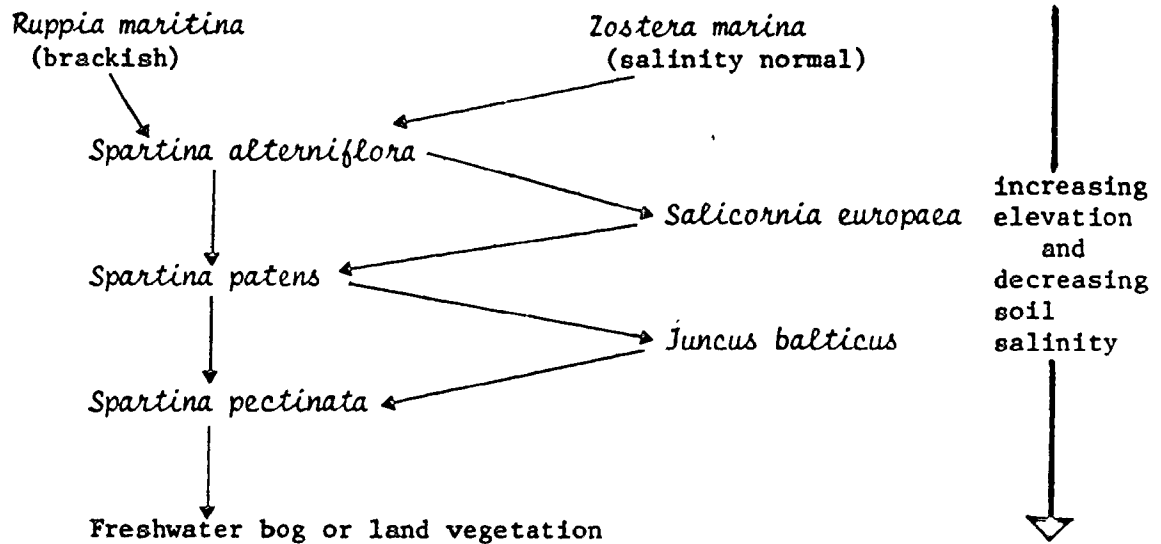 Ruppia maritina
(brackish)
Zostera marina
(salinity normal)
Spartina alterniflora
Salicornia europaea
Spartina patens
Juncus balticus
Spartina pectinata
Freshwater bog or land vegetation
increasing
elevation
and
decreasing
soil
salinity